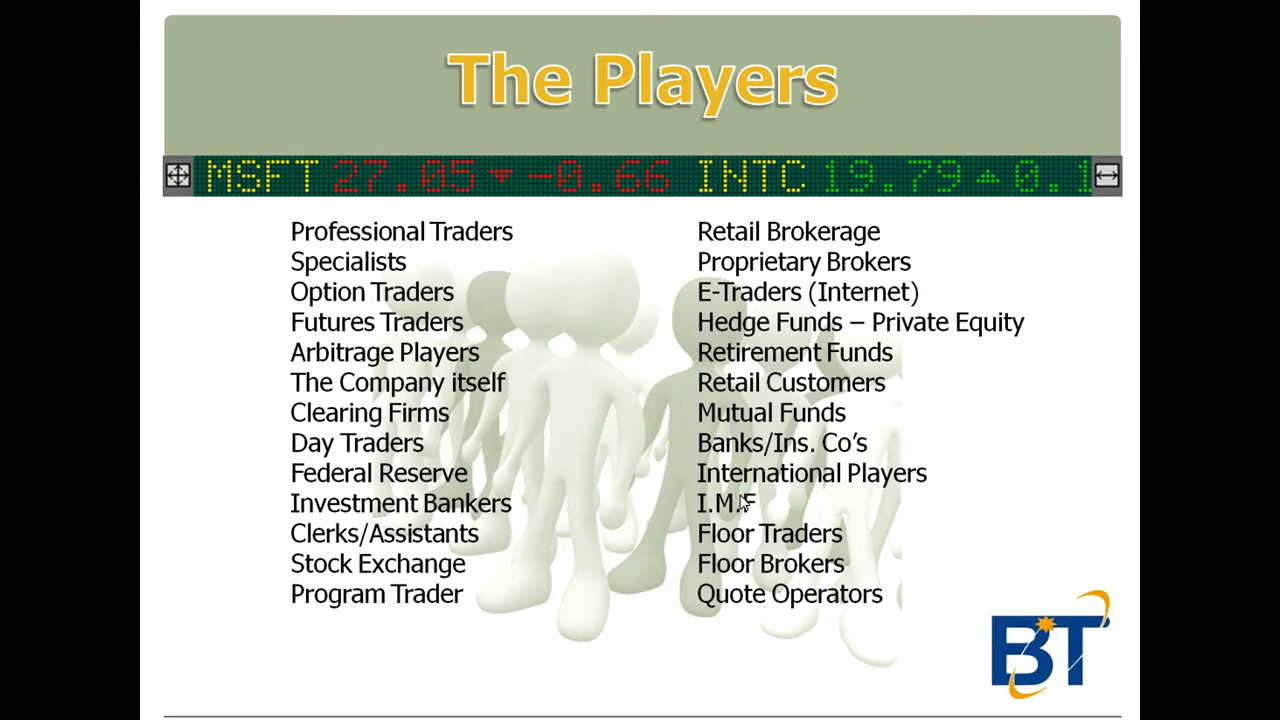 The Players
MSFT 27.05 -0.66 INTC 19.79 0.1
Professional Traders
Specialists
Option Traders
Futures Traders
Arbitrage Players
The Company itself
Clearing Firms
Day Traders
Federal Reserve
Investment Bankers
Clerks/Assistants
Stock Exchange
Program Trader
Retail Brokerage
Proprietary Brokers
E-Traders (Internet)
Hedge Funds – Private Equity
Retirement Funds
Retail Customers
Mutual Funds
Banks/Ins. Co’s
International Players
I.M.F
Floor Traders
Floor Brokers
Quote Operators
BT